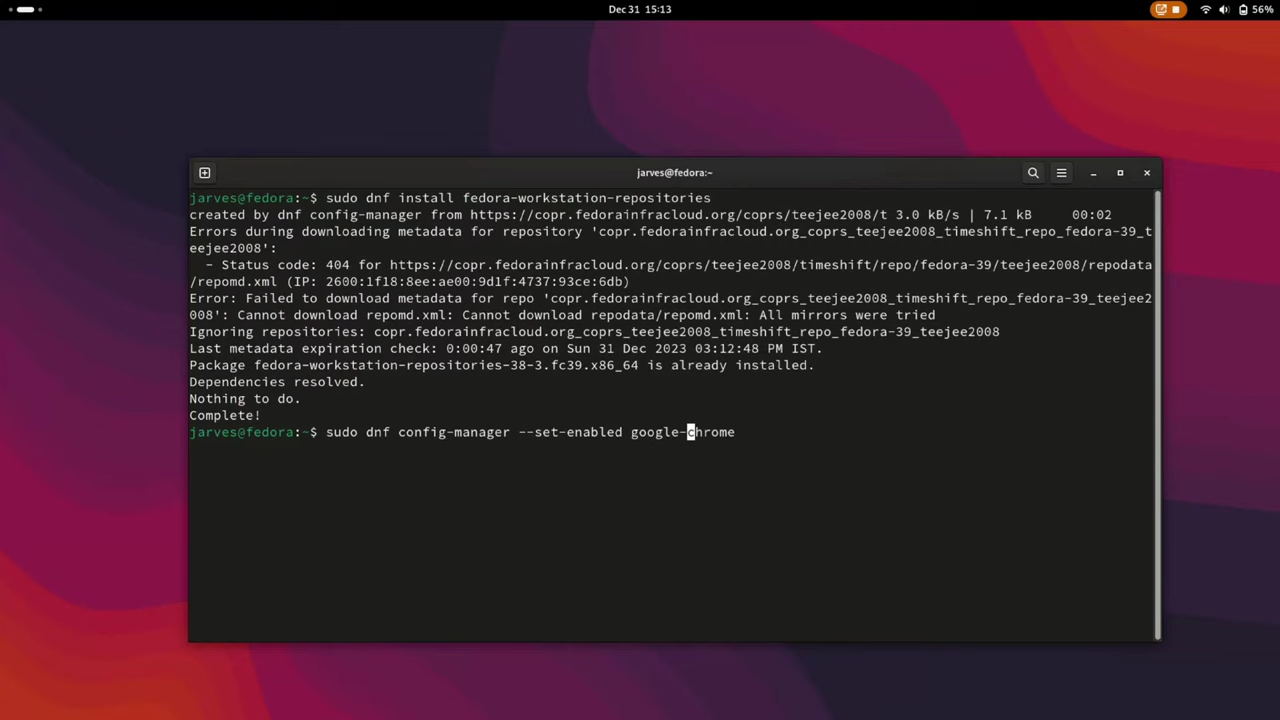 Dec 31 15:13
56%
jarves@fedora:~
jarves@fedora:~$ sudo dnf install fedora-workstation-repositories
created by dnf config-manager from https://copr.fedorainfracloud.org/coprs/teejee2008/t 3.0 kB/s | 7.1 kB     00:02
Errors during downloading metadata for repository 'copr.fedorainfracloud.org_coprs_teejee2008_timeshift_repo_fedora-39_t
eejee2008':
  - Status code: 404 for https://copr.fedorainfracloud.org/coprs/teejee2008/timeshift/repo/fedora-39/teejee2008/repodata
/repomd.xml (IP: 2600:1f18:8ee:ae00:9d1f:4737:93ce:6db)
Error: Failed to download metadata for repo 'copr.fedorainfracloud.org_coprs_teejee2008_timeshift_repo_fedora-39_teejee2
008': Cannot download repomd.xml: Cannot download repodata/repomd.xml: All mirrors were tried
Ignoring repositories: copr.fedorainfracloud.org_coprs_teejee2008_timeshift_repo_fedora-39_teejee2008
Last metadata expiration check: 0:00:47 ago on Sun 31 Dec 2023 03:12:48 PM IST.
Package fedora-workstation-repositories-38-3.fc39.x86_64 is already installed.
Dependencies resolved.
Nothing to do.
Complete!
jarves@fedora:~$ sudo dnf config-manager --set-enabled google-chrome